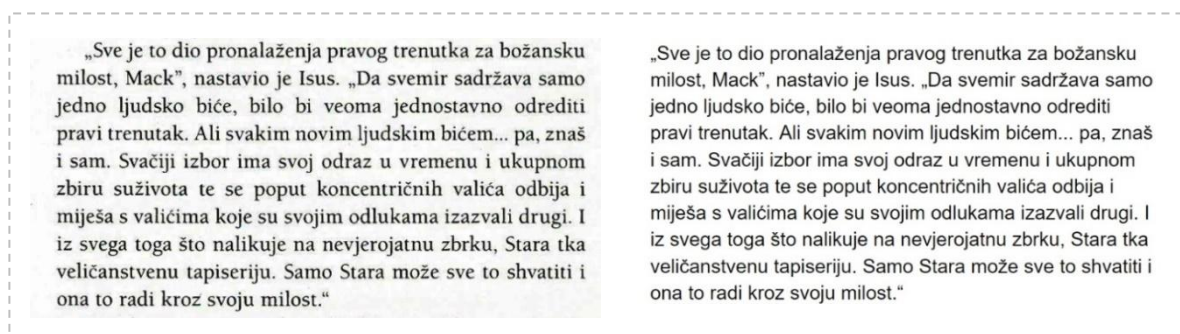 „Sve je to dio pronalaženja pravog trenutka za božansku
milost, Mack”, nastavio je Isus. „Da svemir sadržava samo
jedno ljudsko biće, bilo bi veoma jednostavno odrediti
pravi trenutak. Ali svakim novim ljudskim bićem... pa, znaš
i sam. Svačiji izbor ima svoj odraz u vremenu i ukupnom
zbiru suživota te se poput koncentričnih valića odbija i
miješa s valićima koje su svojim odlukama izazvali drugi. I
iz svega toga što nalikuje na nevjerojatnu zbrku, Stara tka
veličanstvenu tapiseriju. Samo Stara može sve to shvatiti i
ona to radi kroz svoju milost.“
„Sve je to dio pronalaženja pravog trenutka za božansku
milost, Mack”, nastavio je Isus. „Da svemir sadržava samo
jedno ljudsko biće, bilo bi veoma jednostavno odrediti
pravi trenutak. Ali svakim novim ljudskim bićem... pa, znaš
i sam. Svačiji izbor ima svoj odraz u vremenu i ukupnom
zbiru suživota te se poput koncentričnih valića odbija i
miješa s valićima koje su svojim odlukama izazvali drugi. I
iz svega toga što nalikuje na nevjerojatnu zbrku, Stara tka
veličanstvenu tapiseriju. Samo Stara može sve to shvatiti i
ona to radi kroz svoju milost.“